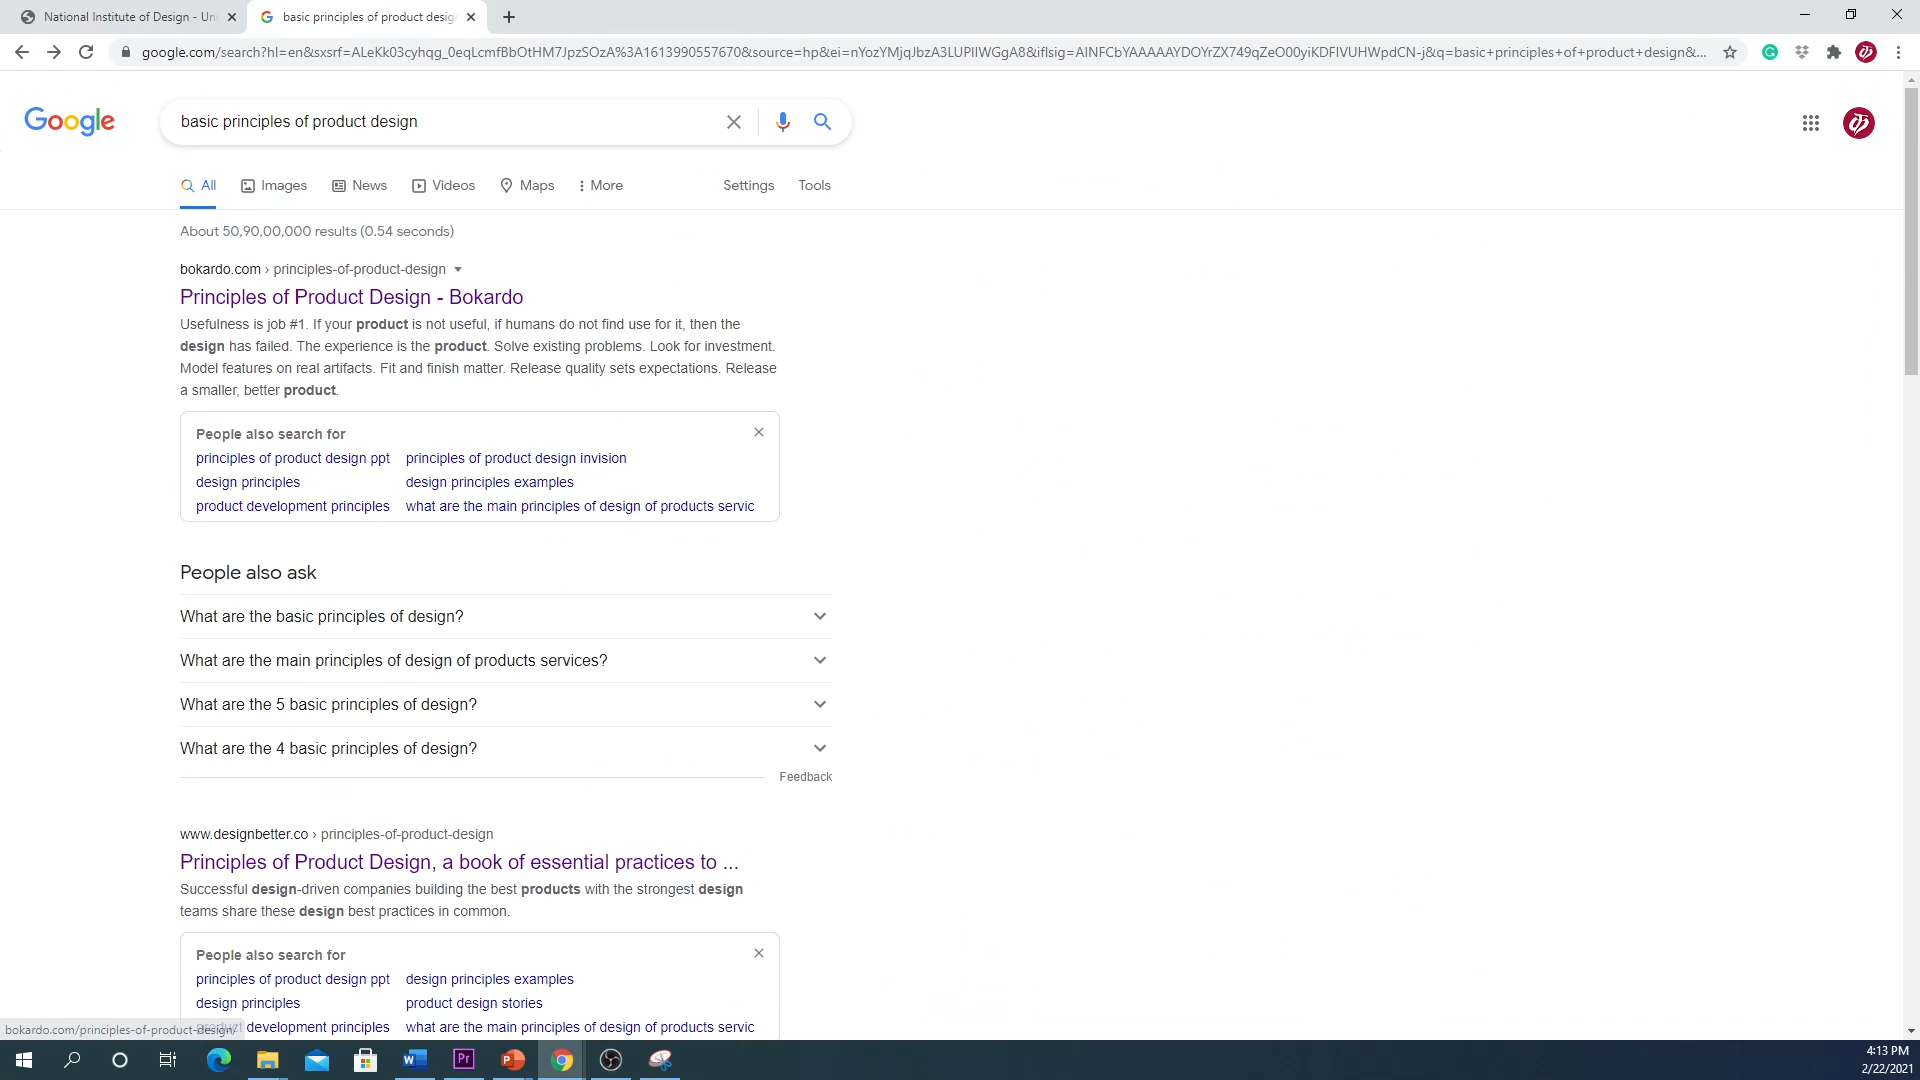 National Institute of Design - Un
basic principles of product desig
google.com/search?hl=en&sxsrf=ALeKk03cyhqg_0eqLcmfBbOtHM7JpzSOzA%3A1613990557670&source=hp&ei=nYozYMjqJbzA3LUPlIWGgA8&iflsig=AINFCbYAAAAAYDOYrZX749qZeO00yiKDFIVUHWpdCN-j&q=basic+principles+of+product+design&...
Google
basic principles of product design
All Images News Videos Maps More Settings Tools
About 50,90,00,000 results (0.54 seconds)
bokardo.com › principles-of-product-design
Principles of Product Design - Bokardo
Usefulness is job #1. If your product is not useful, if humans do not find use for it, then the
design has failed. The experience is the product. Solve existing problems. Look for investment.
Model features on real artifacts. Fit and finish matter. Release quality sets expectations. Release
a smaller, better product.
People also search for
principles of product design ppt principles of product design invision
design principles design principles examples
product development principles what are the main principles of design of products servic
People also ask
What are the basic principles of design?
What are the main principles of design of products services?
What are the 5 basic principles of design?
What are the 4 basic principles of design?
Feedback
www.designbetter.co › principles-of-product-design
Principles of Product Design, a book of essential practices to ...
Successful design-driven companies building the best products with the strongest design
teams share these design best practices in common.
People also search for
principles of product design ppt design principles examples
design principles product design stories
product development principles what are the main principles of design of products servic
bokardo.com/principles-of-product-design/
Pr
4:13 PM
2/22/2021